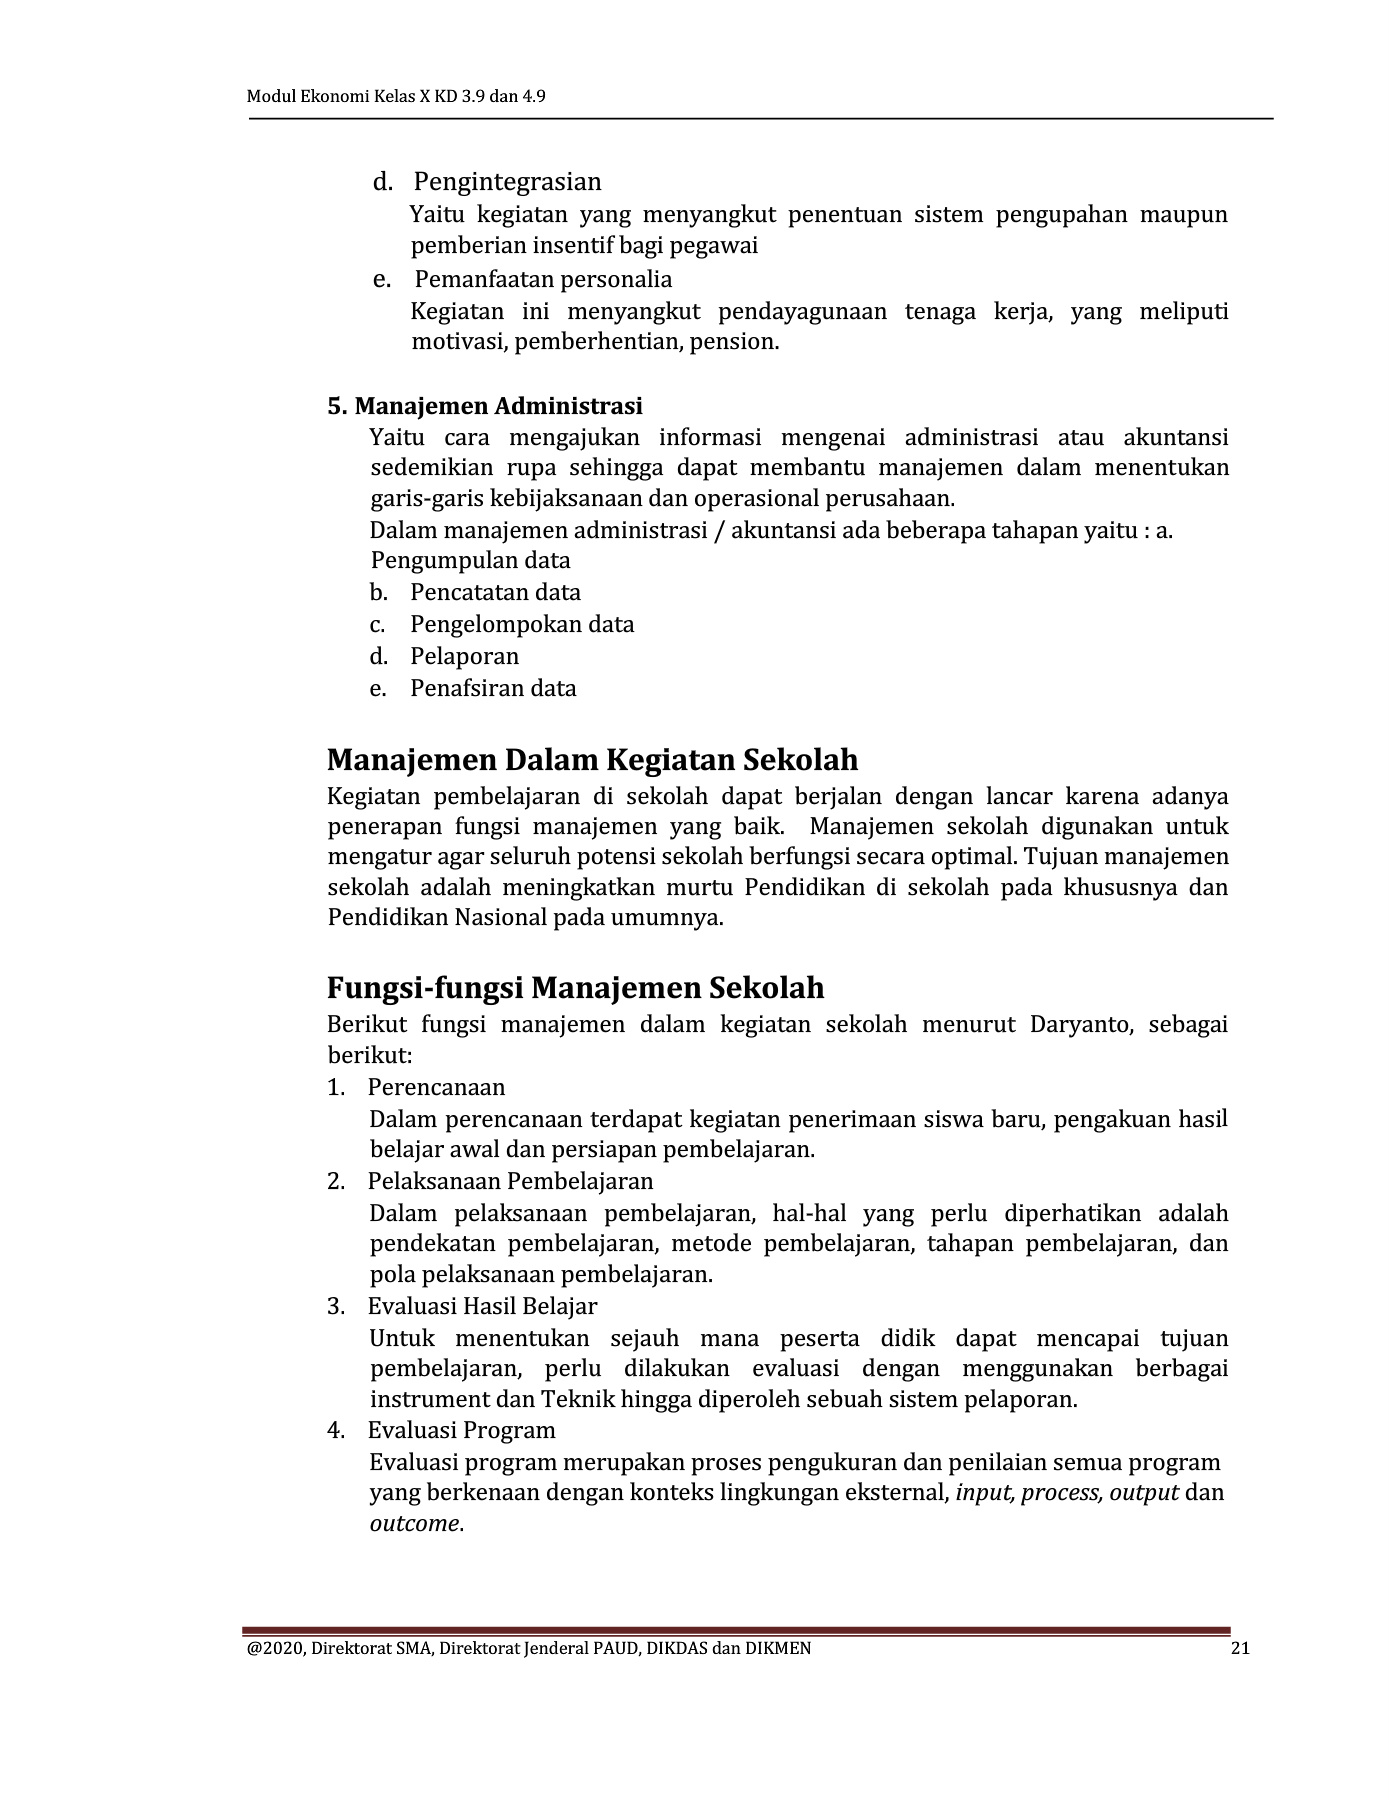 Modul Ekonomi Kelas X KD 3.9 dan 4.9
d. Pengintegrasian
Yaitu kegiatan yang menyangkut penentuan sistem pengupahan maupun
pemberian insentif bagi pegawai
e. Pemanfaatan personalia
Kegiatan ini menyangkut pendayagunaan tenaga kerja, yang meliputi
motivasi, pemberhentian, pension.
5. Manajemen Administrasi
Yaitu cara mengajukan informasi mengenai administrasi atau akuntansi
sedemikian rupa sehingga dapat membantu manajemen dalam menentukan
garis-garis kebijaksanaan dan operasional perusahaan.
Dalam manajemen administrasi / akuntansi ada beberapa tahapan yaitu : a.
Pengumpulan data
b. Pencatatan data
c. Pengelompokan data
d. Pelaporan
e. Penafsiran data
Manajemen Dalam Kegiatan Sekolah
Kegiatan pembelajaran di sekolah dapat berjalan dengan lancar karena adanya
penerapan fungsi manajemen yang baik. Manajemen sekolah digunakan untuk
mengatur agar seluruh potensi sekolah berfungsi secara optimal. Tujuan manajemen
sekolah adalah meningkatkan murtu Pendidikan di sekolah pada khususnya dan
Pendidikan Nasional pada umumnya.
Fungsi-fungsi Manajemen Sekolah
Berikut fungsi manajemen dalam kegiatan sekolah menurut Daryanto, sebagai
berikut:
1. Perencanaan
Dalam perencanaan terdapat kegiatan penerimaan siswa baru, pengakuan hasil
belajar awal dan persiapan pembelajaran.
2. Pelaksanaan Pembelajaran
Dalam pelaksanaan pembelajaran, hal-hal yang perlu diperhatikan adalah
pendekatan pembelajaran, metode pembelajaran, tahapan pembelajaran, dan
pola pelaksanaan pembelajaran.
3. Evaluasi Hasil Belajar
Untuk menentukan sejauh mana peserta didik dapat mencapai tujuan
pembelajaran, perlu dilakukan evaluasi dengan menggunakan berbagai
instrument dan Teknik hingga diperoleh sebuah sistem pelaporan.
4. Evaluasi Program
Evaluasi program merupakan proses pengukuran dan penilaian semua program
yang berkenaan dengan konteks lingkungan eksternal, input, process, output dan
outcome.
@2020, Direktorat SMA, Direktorat Jenderal PAUD, DIKDAS dan DIKMEN 21